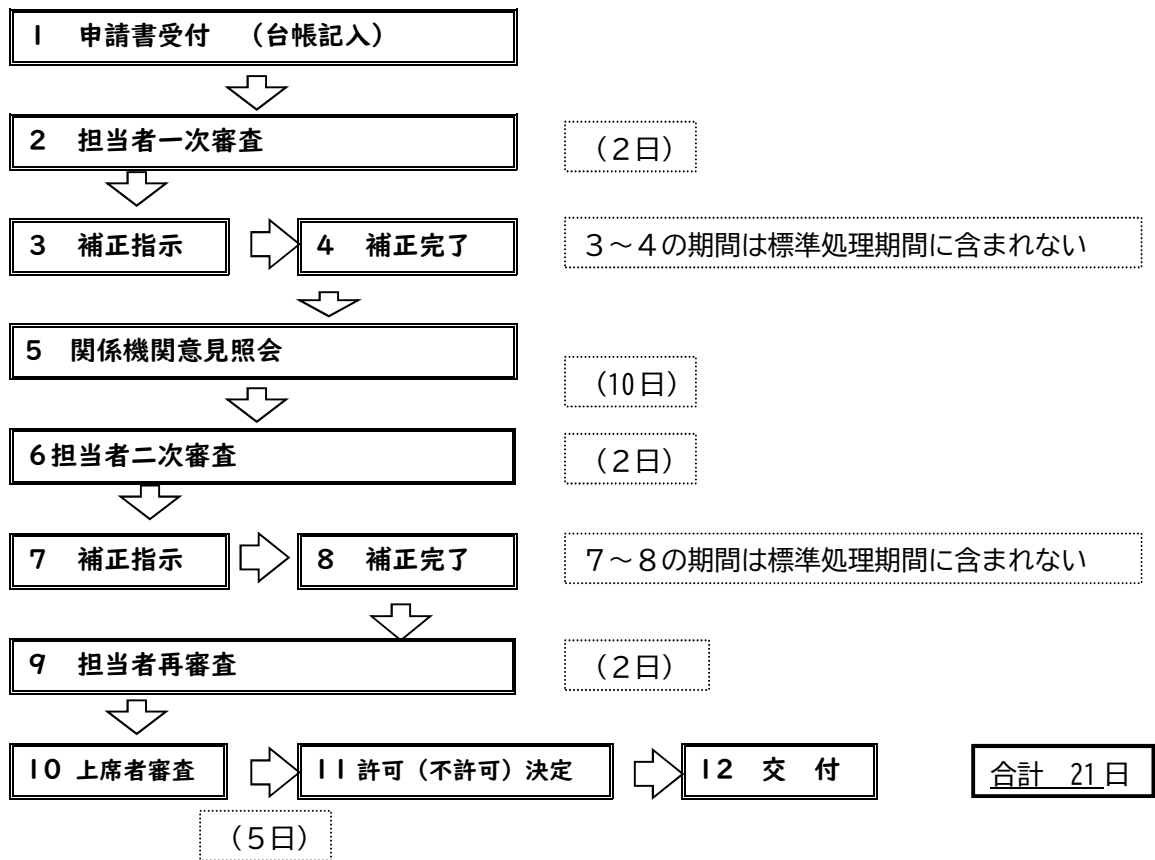 1 申請書受付 （台帳記入）
2 担当者一次審査
（2日）
3 補正指示
4 補正完了
3～4の期間は標準処理期間に含まれない
5 関係機関意見照会
（10日）
6担当者二次審査
（2日）
7 補正指示
8 補正完了
7～8の期間は標準処理期間に含まれない
9 担当者再審査
（2日）
10 上席者審査
11 許可（不許可）決定
12 交 付
合計 21日
（5日）